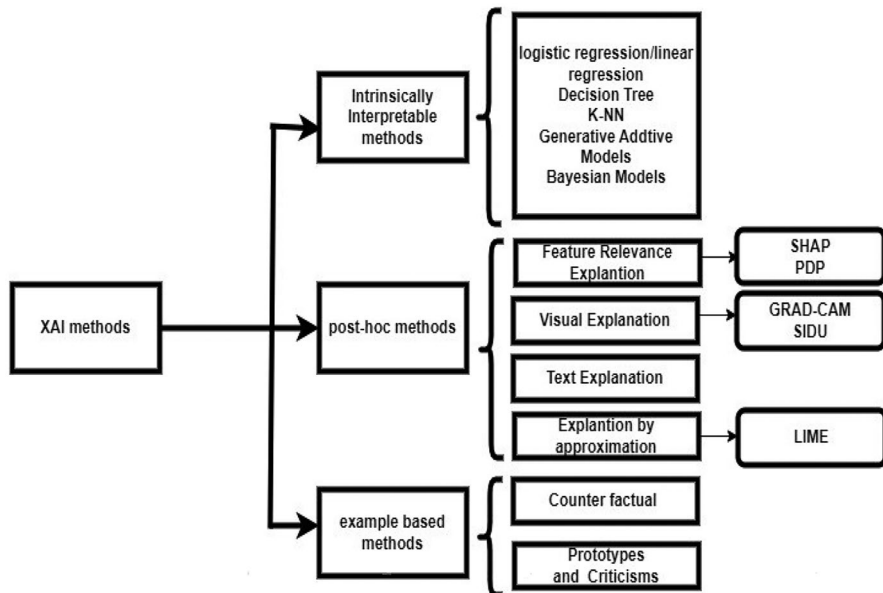 XAI methods
Intrinsically
Interpretable
methods
logistic regression/linear
regression
Decision Tree
K-NN
Generative Addtive
Models
Bayesian Models
post-hoc methods
Feature Relevance
Explantion
SHAP
PDP
Visual Explanation
GRAD-CAM
SIDU
Text Explanation
Explantion by
approximation
LIME
example based
methods
Counter factual
Prototypes
and Criticisms